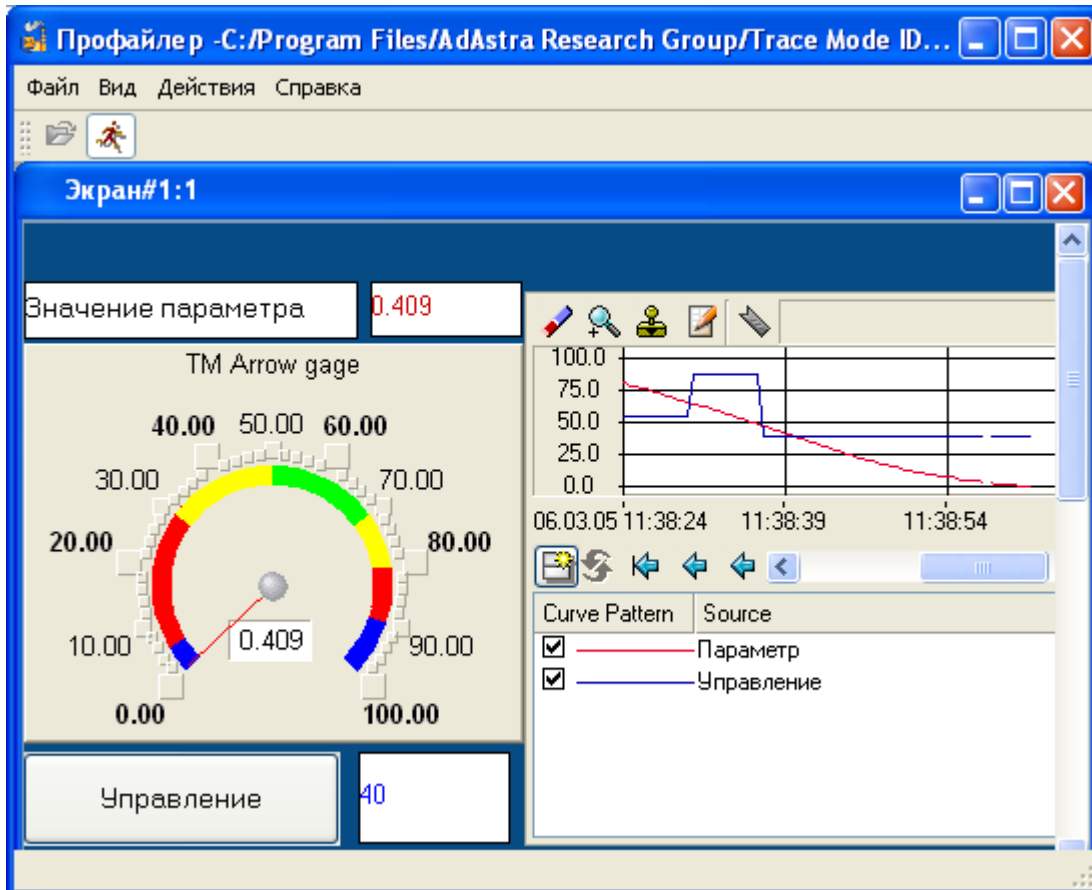 Профайлер -C:/Program Files/AdAstra Research Group/Trace Mode ID...
Файл Вид Действия Справка
Экран#1:1
Значение параметра 0.409
TM Arrow gage
0.00
10.00
20.00
30.00
40.00
50.00
60.00
70.00
80.00
90.00
100.00
0.409
Управление 40
100.0
75.0
50.0
25.0
0.0
06.03.05 11:38:24 11:38:39 11:38:54
Curve Pattern Source
Параметр
Управление